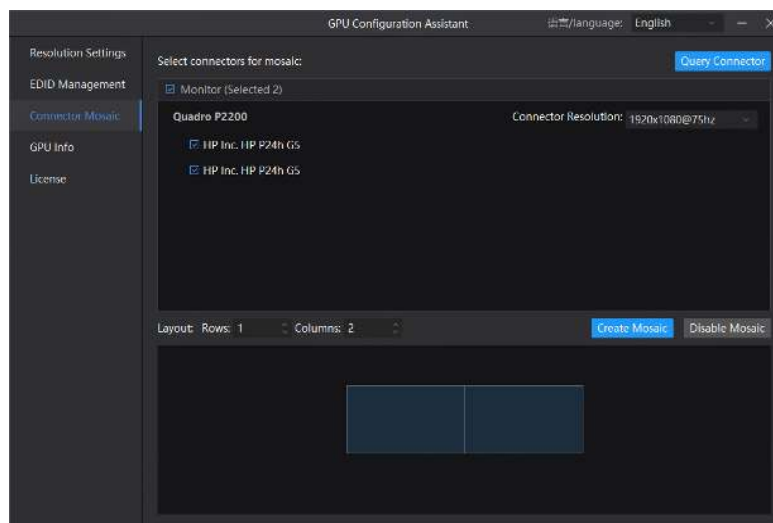 GPU Configuration Assistant
语言/language: English
Resolution Settings
EDID Management
Connector Mosaic
GPU Info
License
Select connectors for mosaic:
Query Connector
Monitor (Selected 2)
Quadro P2200
Connector Resolution: 1920x1080@75hz
HP Inc. HP P24h G5
HP Inc. HP P24h G5
Layout: Rows: 1 Columns: 2
Create Mosaic
Disable Mosaic